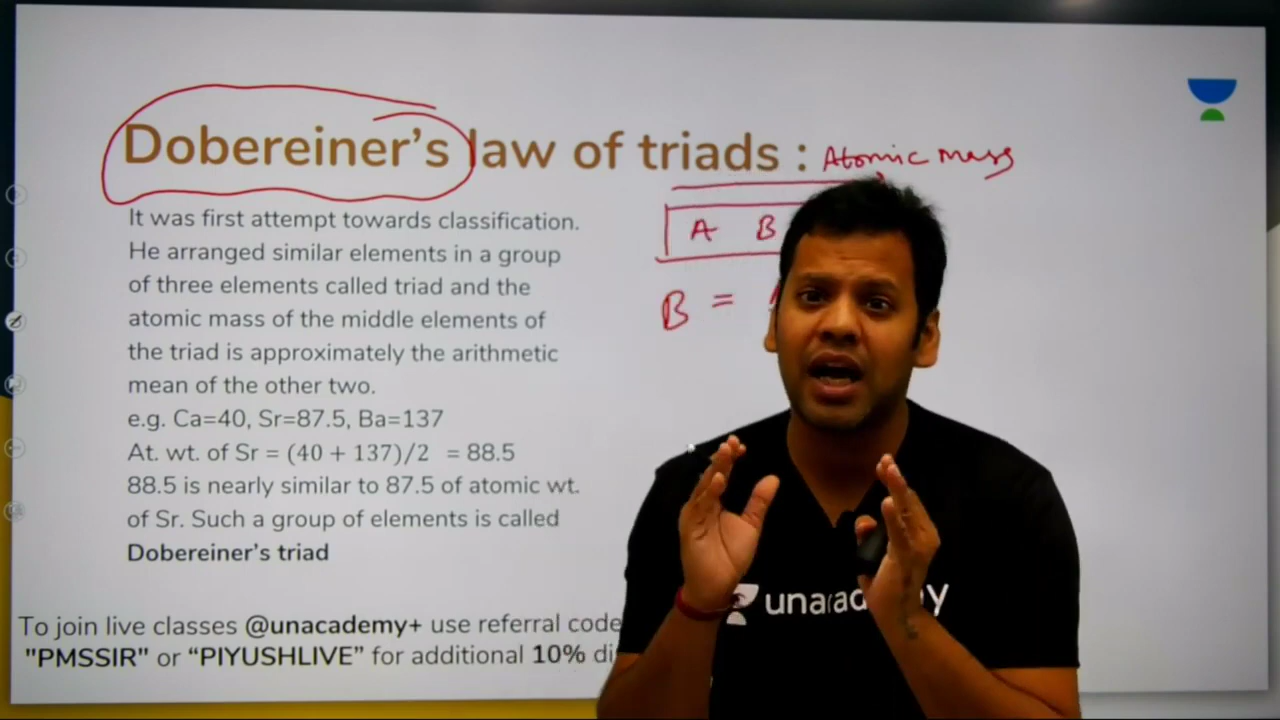 Dobereiner's law of triads : Atomic mass
It was first attempt towards classification.
He arranged similar elements in a group
of three elements called triad and the
atomic mass of the middle elements of
the triad is approximately the arithmetic
mean of the other two.
e.g. Ca=40, Sr=87.5, Ba=137
At. wt. of Sr = (40 + 137)/2 = 88.5
88.5 is nearly similar to 87.5 of atomic wt.
of Sr. Such a group of elements is called
Dobereiner's triad
A B
B =
To join live classes @unacademy+ use referral code
"PMSSIR" or “PIYUSHLIVE” for additional 10% di
unacademy